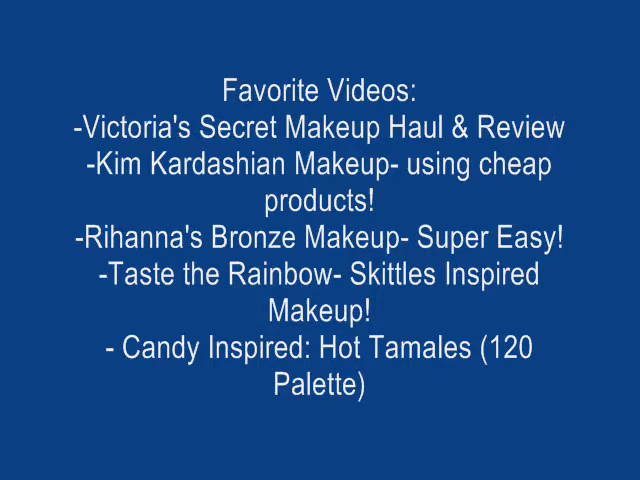 Favorite Videos:
-Victoria's Secret Makeup Haul & Review
-Kim Kardashian Makeup- using cheap
products!
-Rihanna's Bronze Makeup- Super Easy!
-Taste the Rainbow- Skittles Inspired
Makeup!
- Candy Inspired: Hot Tamales (120
Palette)